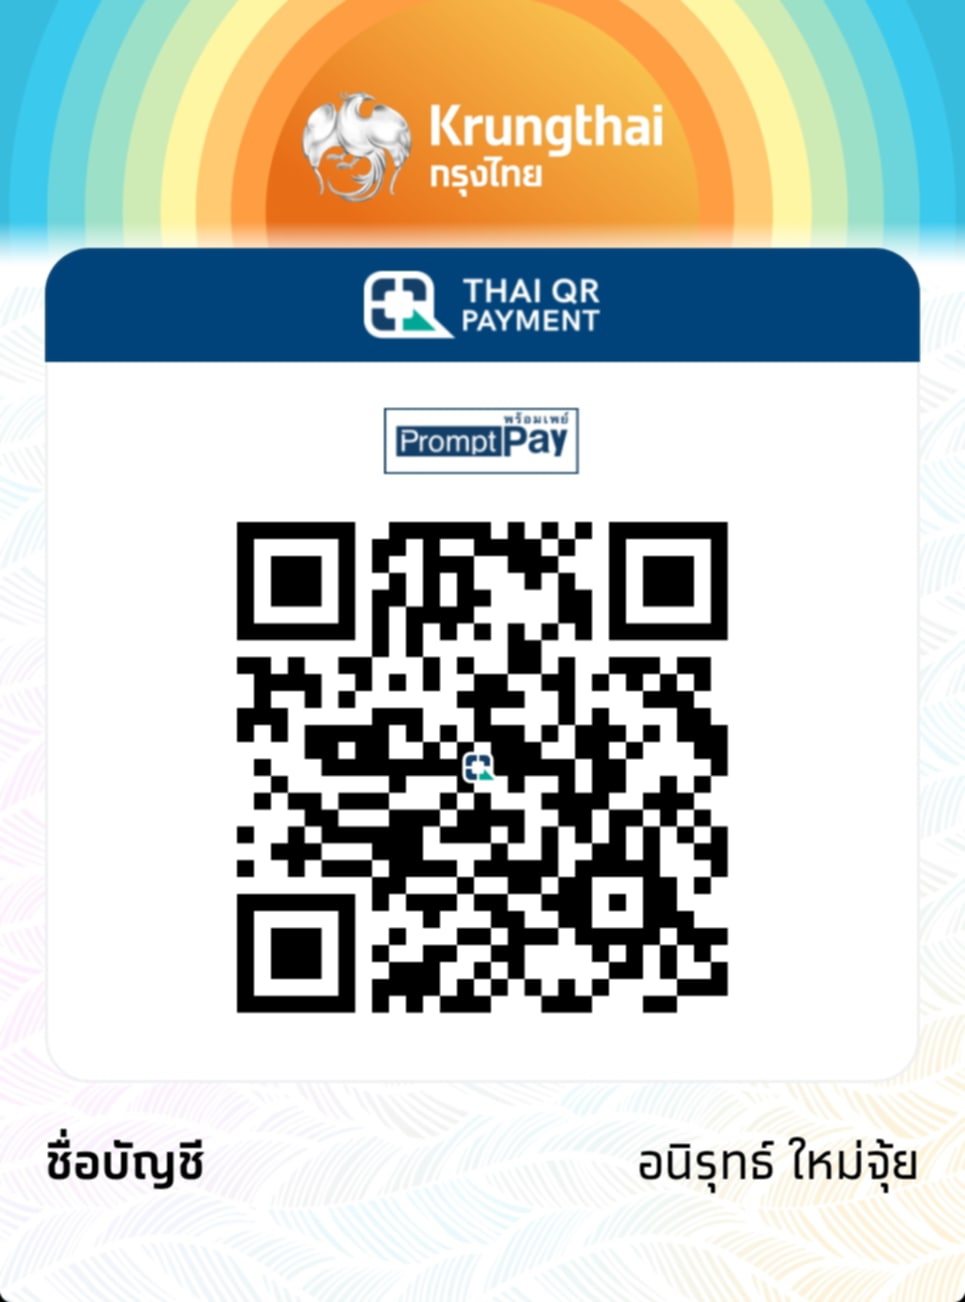 Krungthai
กรุงไทย
THAI QR
PAYMENT
พร้อมเพย์
PromptPay
ชื่อบัญชี อนิรุทธ์ ใหม่จุ้ย